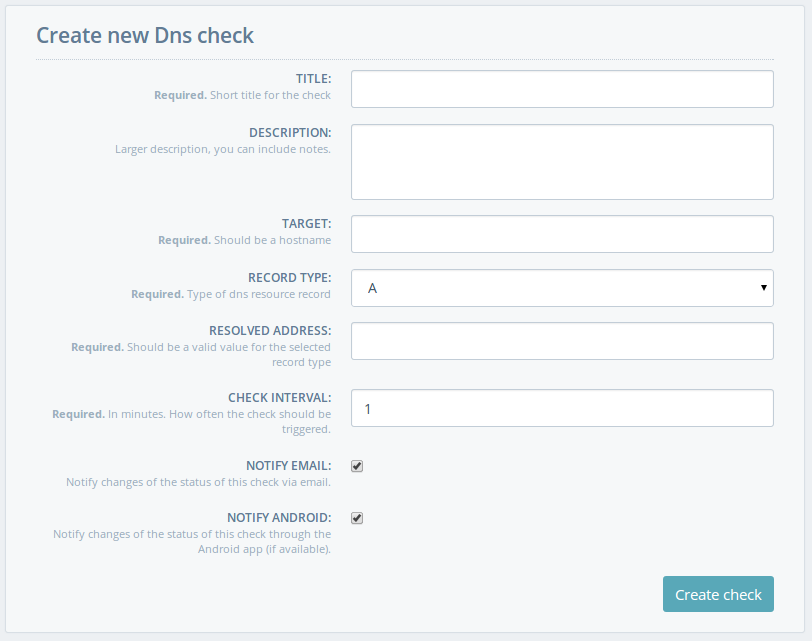 Create new Dns check
TITLE:
Required. Short title for the check
DESCRIPTION:
Larger description, you can include notes.
TARGET:
Required. Should be a hostname
RECORD TYPE:
Required. Type of dns resource record
A
RESOLVED ADDRESS:
Required. Should be a valid value for the selected
record type
CHECK INTERVAL:
Required. In minutes. How often the check should be
triggered.
1
NOTIFY EMAIL:
Notify changes of the status of this check via email.
NOTIFY ANDROID:
Notify changes of the status of this check through the
Android app (if available).
Create check